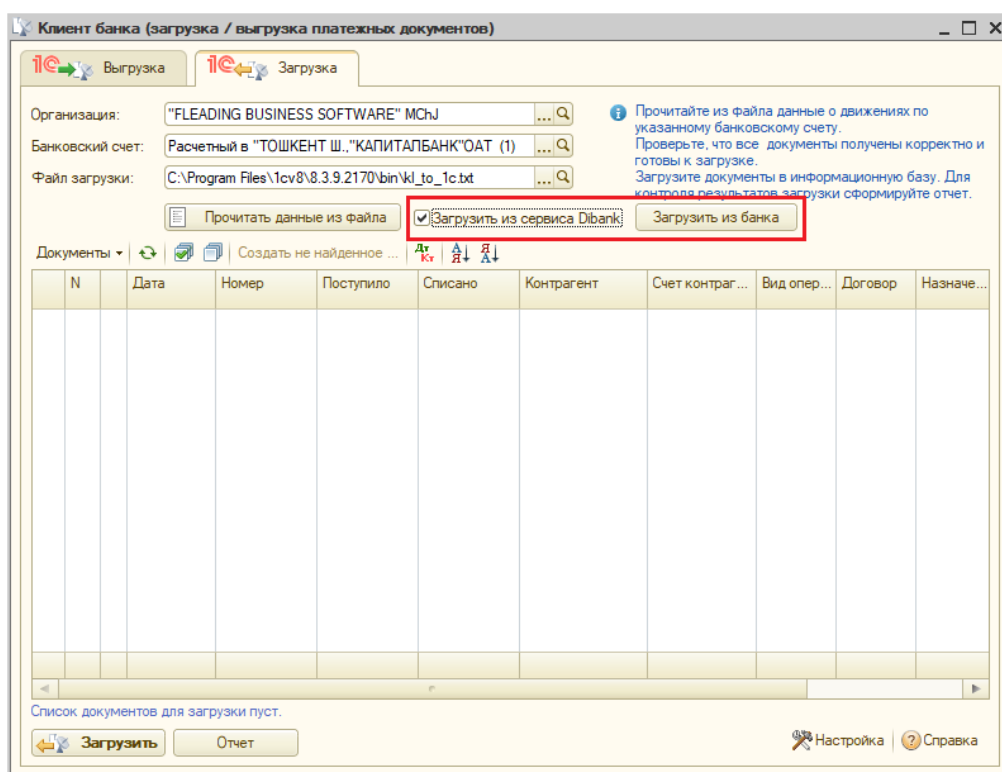 Клиент банка (загрузка / выгрузка платежных документов)
1С Выгрузка 1С Загрузка
Организация: "FLEADING BUSINESS SOFTWARE" MChJ ...
Прочитайте из файла данные о движениях по
указанному банковскому счету.
Банковский счет: Расчетный в "ТОШКЕНТ Ш.,"КАПИТАЛБАНК"ОАТ (1) ...
Проверьте, что все документы получены корректно и
готовы к загрузке.
Файл загрузки: C:\Program Files\1cv8\8.3.9.2170\bin\kl_to_1c.txt ...
Загрузите документы в информационную базу. Для
контроля результатов загрузки сформируйте отчет.
Прочитать данные из файла Загрузить из сервиса Dibank Загрузить из банка
Документы Создать не найденное ... Дт Кт А Я Я А
N Дата Номер Поступило Списано Контрагент Счет контраг... Вид опер... Договор Назначе...
Список документов для загрузки пуст.
Загрузить Отчет Настройка ? Справка